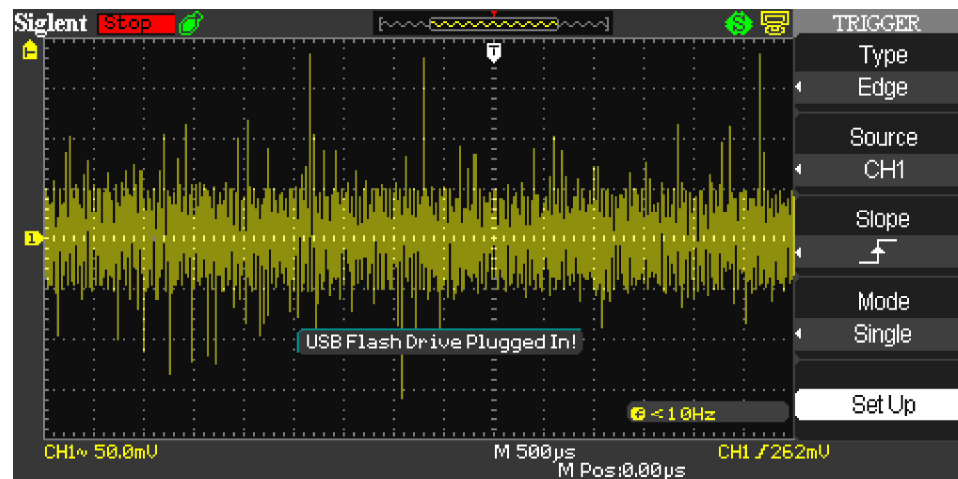 Siglent Stop S TRIGGER
T
Type
Edge
Source
CH1
1
Slope
Mode
USB Flash Drive Plugged In!
Single
F <10Hz
Set Up
CH1~ 50.0mV M 500µs CH1 262mV
M Pos:0.00µs